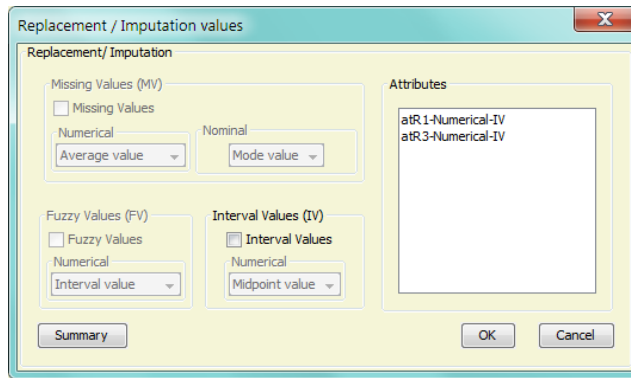 Replacement / Imputation values
X
Replacement/ Imputation
Missing Values (MV)
Missing Values
Numerical
Average value
Nominal
Mode value
Attributes
atR1-Numerical-IV
atR3-Numerical-IV
Fuzzy Values (FV)
Fuzzy Values
Numerical
Interval value
Interval Values (IV)
Interval Values
Numerical
Midpoint value
Summary
OK
Cancel